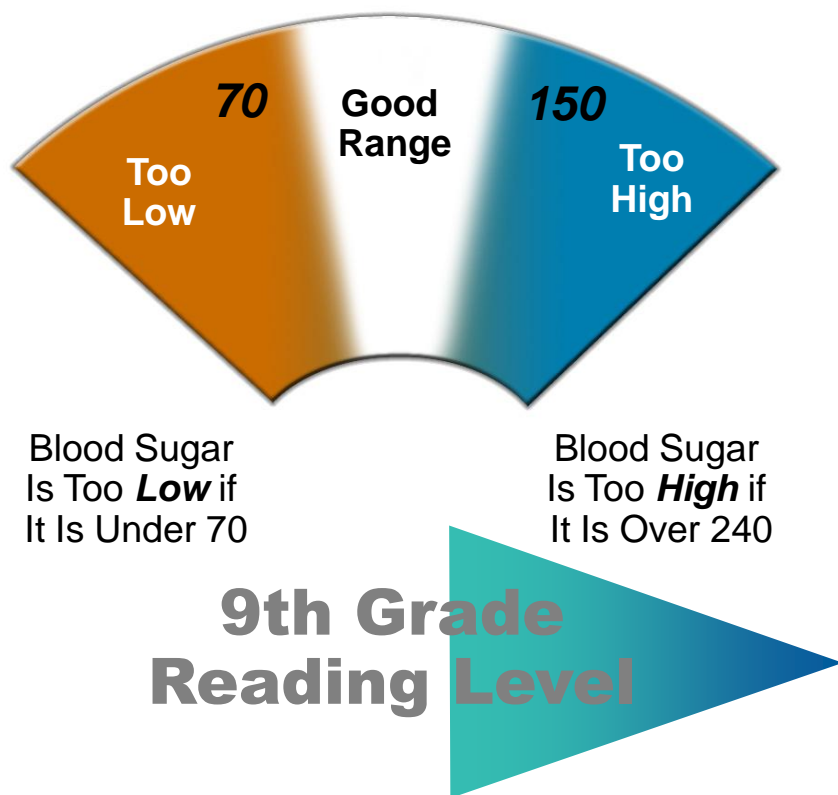 70
Good
Range
150
Too
Low
Too
High
Blood Sugar
Is Too Low if
It Is Under 70
Blood Sugar
Is Too High if
It Is Over 240
9th Grade
Reading Level